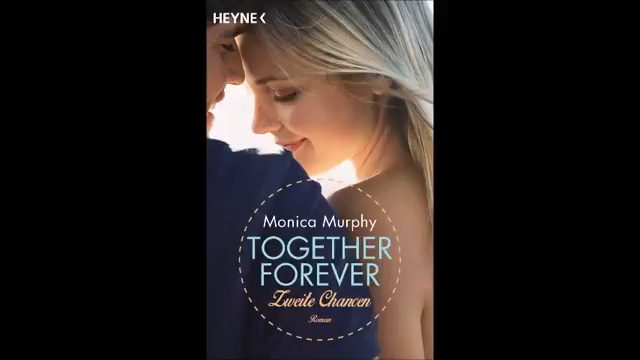 HEYNE
Monica Murphy
TOGETHER
FOREVER
Zweite Chancen
Roman